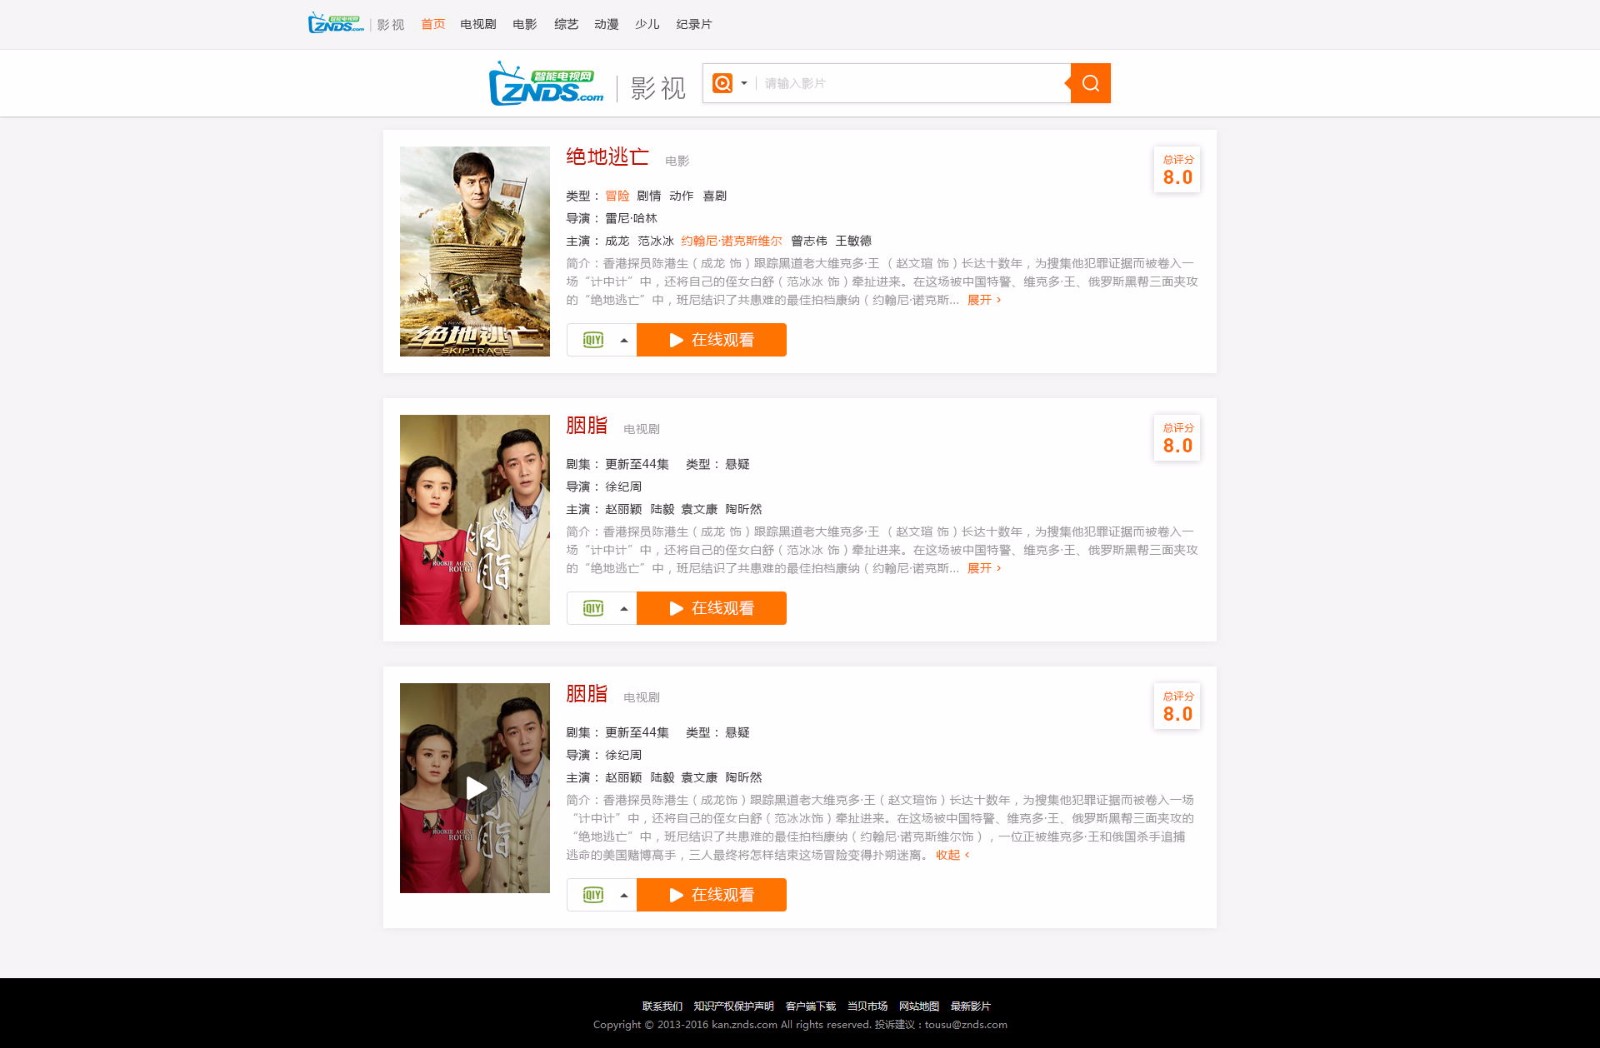 智能电视网
ZNDS.com 影视 首页 电视剧 电影 综艺 动漫 少儿 纪录片
智能电视网
ZNDS.com 影视 请输入影片
绝地逃亡 电影
总评分
8.0
类型：冒险 剧情 动作 喜剧
导演：雷尼·哈林
主演：成龙 范冰冰 约翰尼·诺克斯维尔 曾志伟 王敏德
简介：香港探员陈港生（成龙 饰）跟踪黑道老大维克多·王 （赵文瑄 饰）长达十数年，为搜集他犯罪证据而被卷入一
场“计中计”中，还将自己的侄女白舒（范冰冰 饰）牵扯进来。在这场被中国特警、维克多·王、俄罗斯黑帮三面夹攻
的“绝地逃亡”中，班尼结识了共患难的最佳拍档康纳（约翰尼·诺克斯... 展开 ›
绝地逃亡
SKIPTRACE
iQIYI 在线观看
胭脂 电视剧
总评分
8.0
剧集：更新至44集 类型：悬疑
导演：徐纪周
主演：赵丽颖 陆毅 袁文康 陶昕然
简介：香港探员陈港生（成龙 饰）跟踪黑道老大维克多·王 （赵文瑄 饰）长达十数年，为搜集他犯罪证据而被卷入一
场“计中计”中，还将自己的侄女白舒（范冰冰 饰）牵扯进来。在这场被中国特警、维克多·王、俄罗斯黑帮三面夹攻
的“绝地逃亡”中，班尼结识了共患难的最佳拍档康纳（约翰尼·诺克斯... 展开 ›
胭脂
ROOKIE AGENT
ROUGE
iQIYI 在线观看
胭脂 电视剧
总评分
8.0
剧集：更新至44集 类型：悬疑
导演：徐纪周
主演：赵丽颖 陆毅 袁文康 陶昕然
简介：香港探员陈港生（成龙饰）跟踪黑道老大维克多·王（赵文瑄饰）长达十数年，为搜集他犯罪证据而被卷入一场
“计中计”中，还将自己的侄女白舒（范冰冰饰）牵扯进来。在这场被中国特警、维克多·王、俄罗斯黑帮三面夹攻的
“绝地逃亡”中，班尼结识了共患难的最佳拍档康纳（约翰尼·诺克斯维尔饰），一位正被维克多·王和俄国杀手追捕
逃命的美国赌博高手，三人最终将怎样结束这场冒险变得扑朔迷离。 收起 ‹
胭脂
ROOKIE AGENT
ROUGE
iQIYI 在线观看
联系我们 知识产权保护声明 客户端下载 当贝市场 网站地图 最新影片
Copyright © 2013-2016 kan.znds.com All rights reserved. 投诉建议：tousu@znds.com